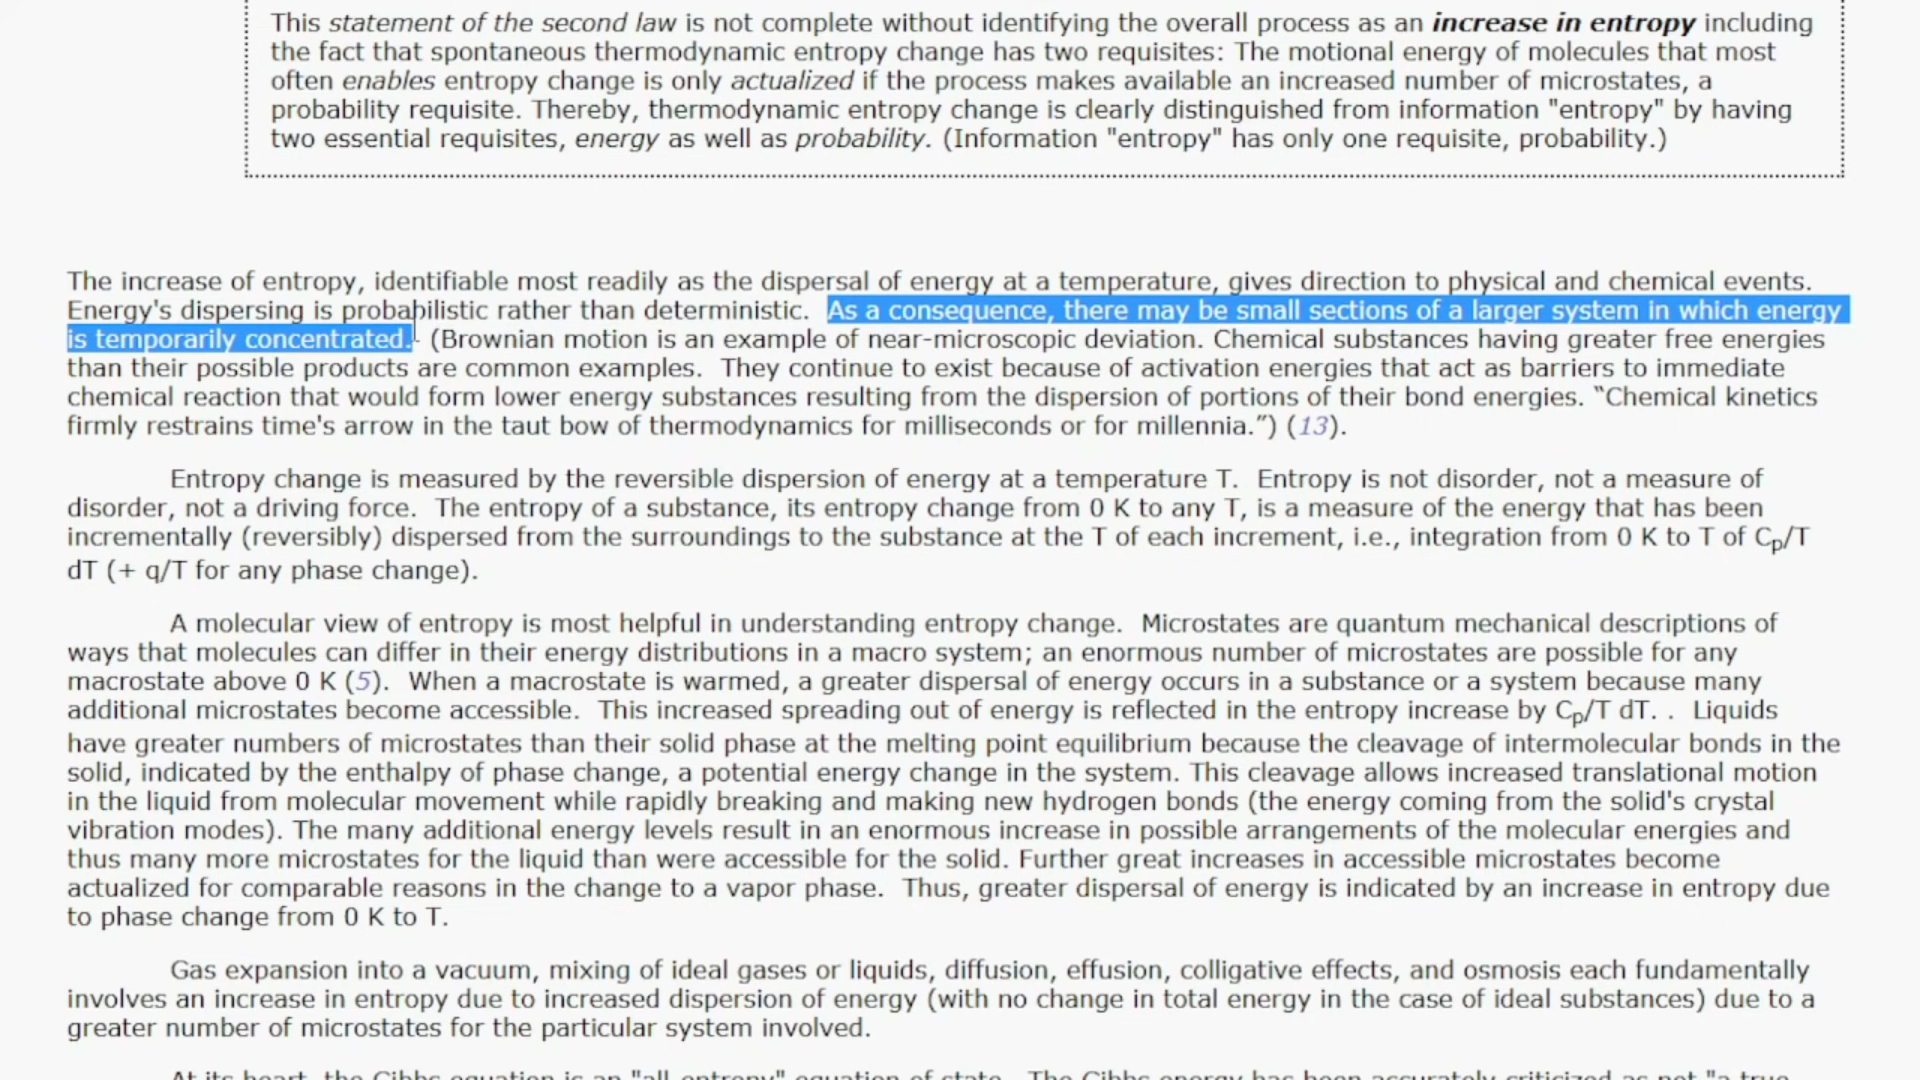 This statement of the second law is not complete without identifying the overall process as an increase in entropy including
the fact that spontaneous thermodynamic entropy change has two requisites: The motional energy of molecules that most
often enables entropy change is only actualized if the process makes available an increased number of microstates, a
probability requisite. Thereby, thermodynamic entropy change is clearly distinguished from information "entropy" by having
two essential requisites, energy as well as probability. (Information "entropy" has only one requisite, probability.)
The increase of entropy, identifiable most readily as the dispersal of energy at a temperature, gives direction to physical and chemical events.
Energy's dispersing is probabilistic rather than deterministic. As a consequence, there may be small sections of a larger system in which energy
is temporarily concentrated. (Brownian motion is an example of near-microscopic deviation. Chemical substances having greater free energies
than their possible products are common examples. They continue to exist because of activation energies that act as barriers to immediate
chemical reaction that would form lower energy substances resulting from the dispersion of portions of their bond energies. “Chemical kinetics
firmly restrains time's arrow in the taut bow of thermodynamics for milliseconds or for millennia.”) (13).
Entropy change is measured by the reversible dispersion of energy at a temperature T. Entropy is not disorder, not a measure of
disorder, not a driving force. The entropy of a substance, its entropy change from 0 K to any T, is a measure of the energy that has been
incrementally (reversibly) dispersed from the surroundings to the substance at the T of each increment, i.e., integration from 0 K to T of Cp/T
dT (+ q/T for any phase change).
A molecular view of entropy is most helpful in understanding entropy change. Microstates are quantum mechanical descriptions of
ways that molecules can differ in their energy distributions in a macro system; an enormous number of microstates are possible for any
macrostate above 0 K (5). When a macrostate is warmed, a greater dispersal of energy occurs in a substance or a system because many
additional microstates become accessible. This increased spreading out of energy is reflected in the entropy increase by Cp/T dT. . Liquids
have greater numbers of microstates than their solid phase at the melting point equilibrium because the cleavage of intermolecular bonds in the
solid, indicated by the enthalpy of phase change, a potential energy change in the system. This cleavage allows increased translational motion
in the liquid from molecular movement while rapidly breaking and making new hydrogen bonds (the energy coming from the solid's crystal
vibration modes). The many additional energy levels result in an enormous increase in possible arrangements of the molecular energies and
thus many more microstates for the liquid than were accessible for the solid. Further great increases in accessible microstates become
actualized for comparable reasons in the change to a vapor phase. Thus, greater dispersal of energy is indicated by an increase in entropy due
to phase change from 0 K to T.
Gas expansion into a vacuum, mixing of ideal gases or liquids, diffusion, effusion, colligative effects, and osmosis each fundamentally
involves an increase in entropy due to increased dispersion of energy (with no change in total energy in the case of ideal substances) due to a
greater number of microstates for the particular system involved.
At its heart, the Gibbs equation is an "all-entropy" equation of state. The Gibbs energy has been accurately criticized as not "a true